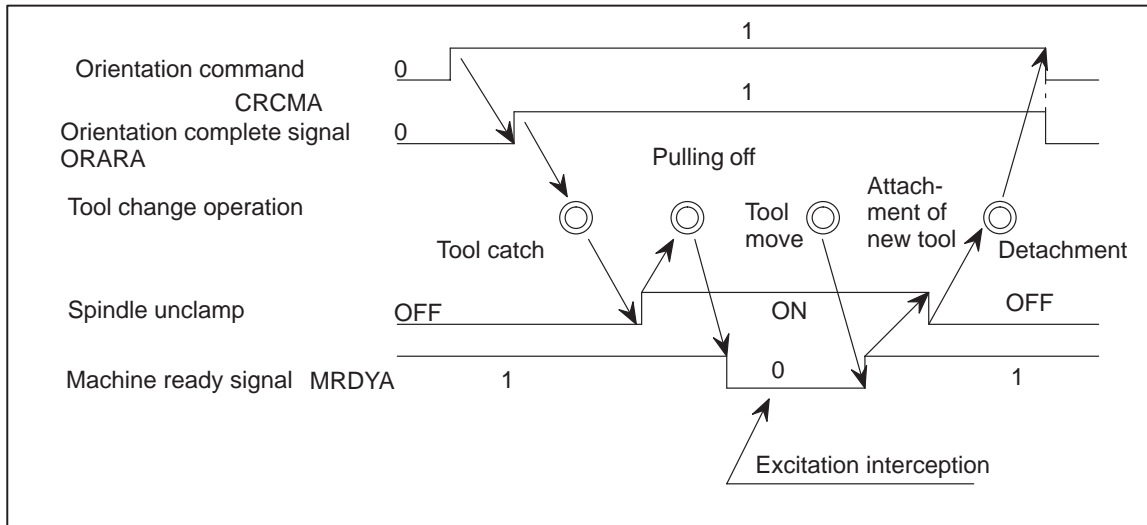 1
Orientation command 0
CRCMA
1
Orientation complete signal 0
ORARA
Pulling off
Tool change operation
Tool catch
Tool
move
Attach-
ment of
new tool
Detachment
Spindle unclamp OFF ON OFF
Machine ready signal MRDYA 1 0 1
Excitation interception